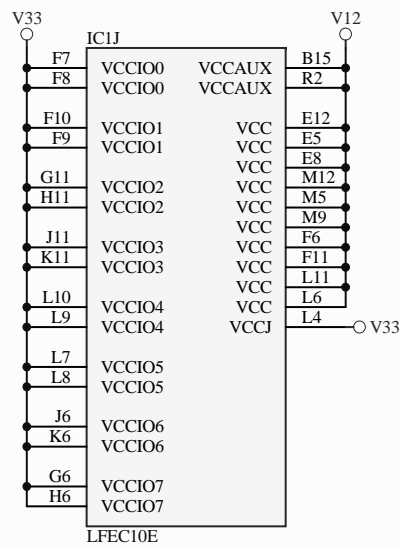 V33 V12
IC1J
F7 VCCIO0 VCCAUX B15
F8 VCCIO0 VCCAUX R2
F10 VCCIO1 VCC E12
F9 VCCIO1 VCC E5
VCC E8
G11 VCCIO2 VCC M12
H11 VCCIO2 VCC M5
VCC M9
J11 VCCIO3 VCC F6
K11 VCCIO3 VCC F11
VCC L11
L10 VCCIO4 VCC L6
L9 VCCIO4 VCCJ L4 V33
L7 VCCIO5
L8 VCCIO5
J6 VCCIO6
K6 VCCIO6
G6 VCCIO7
H6 VCCIO7
LFEC10E